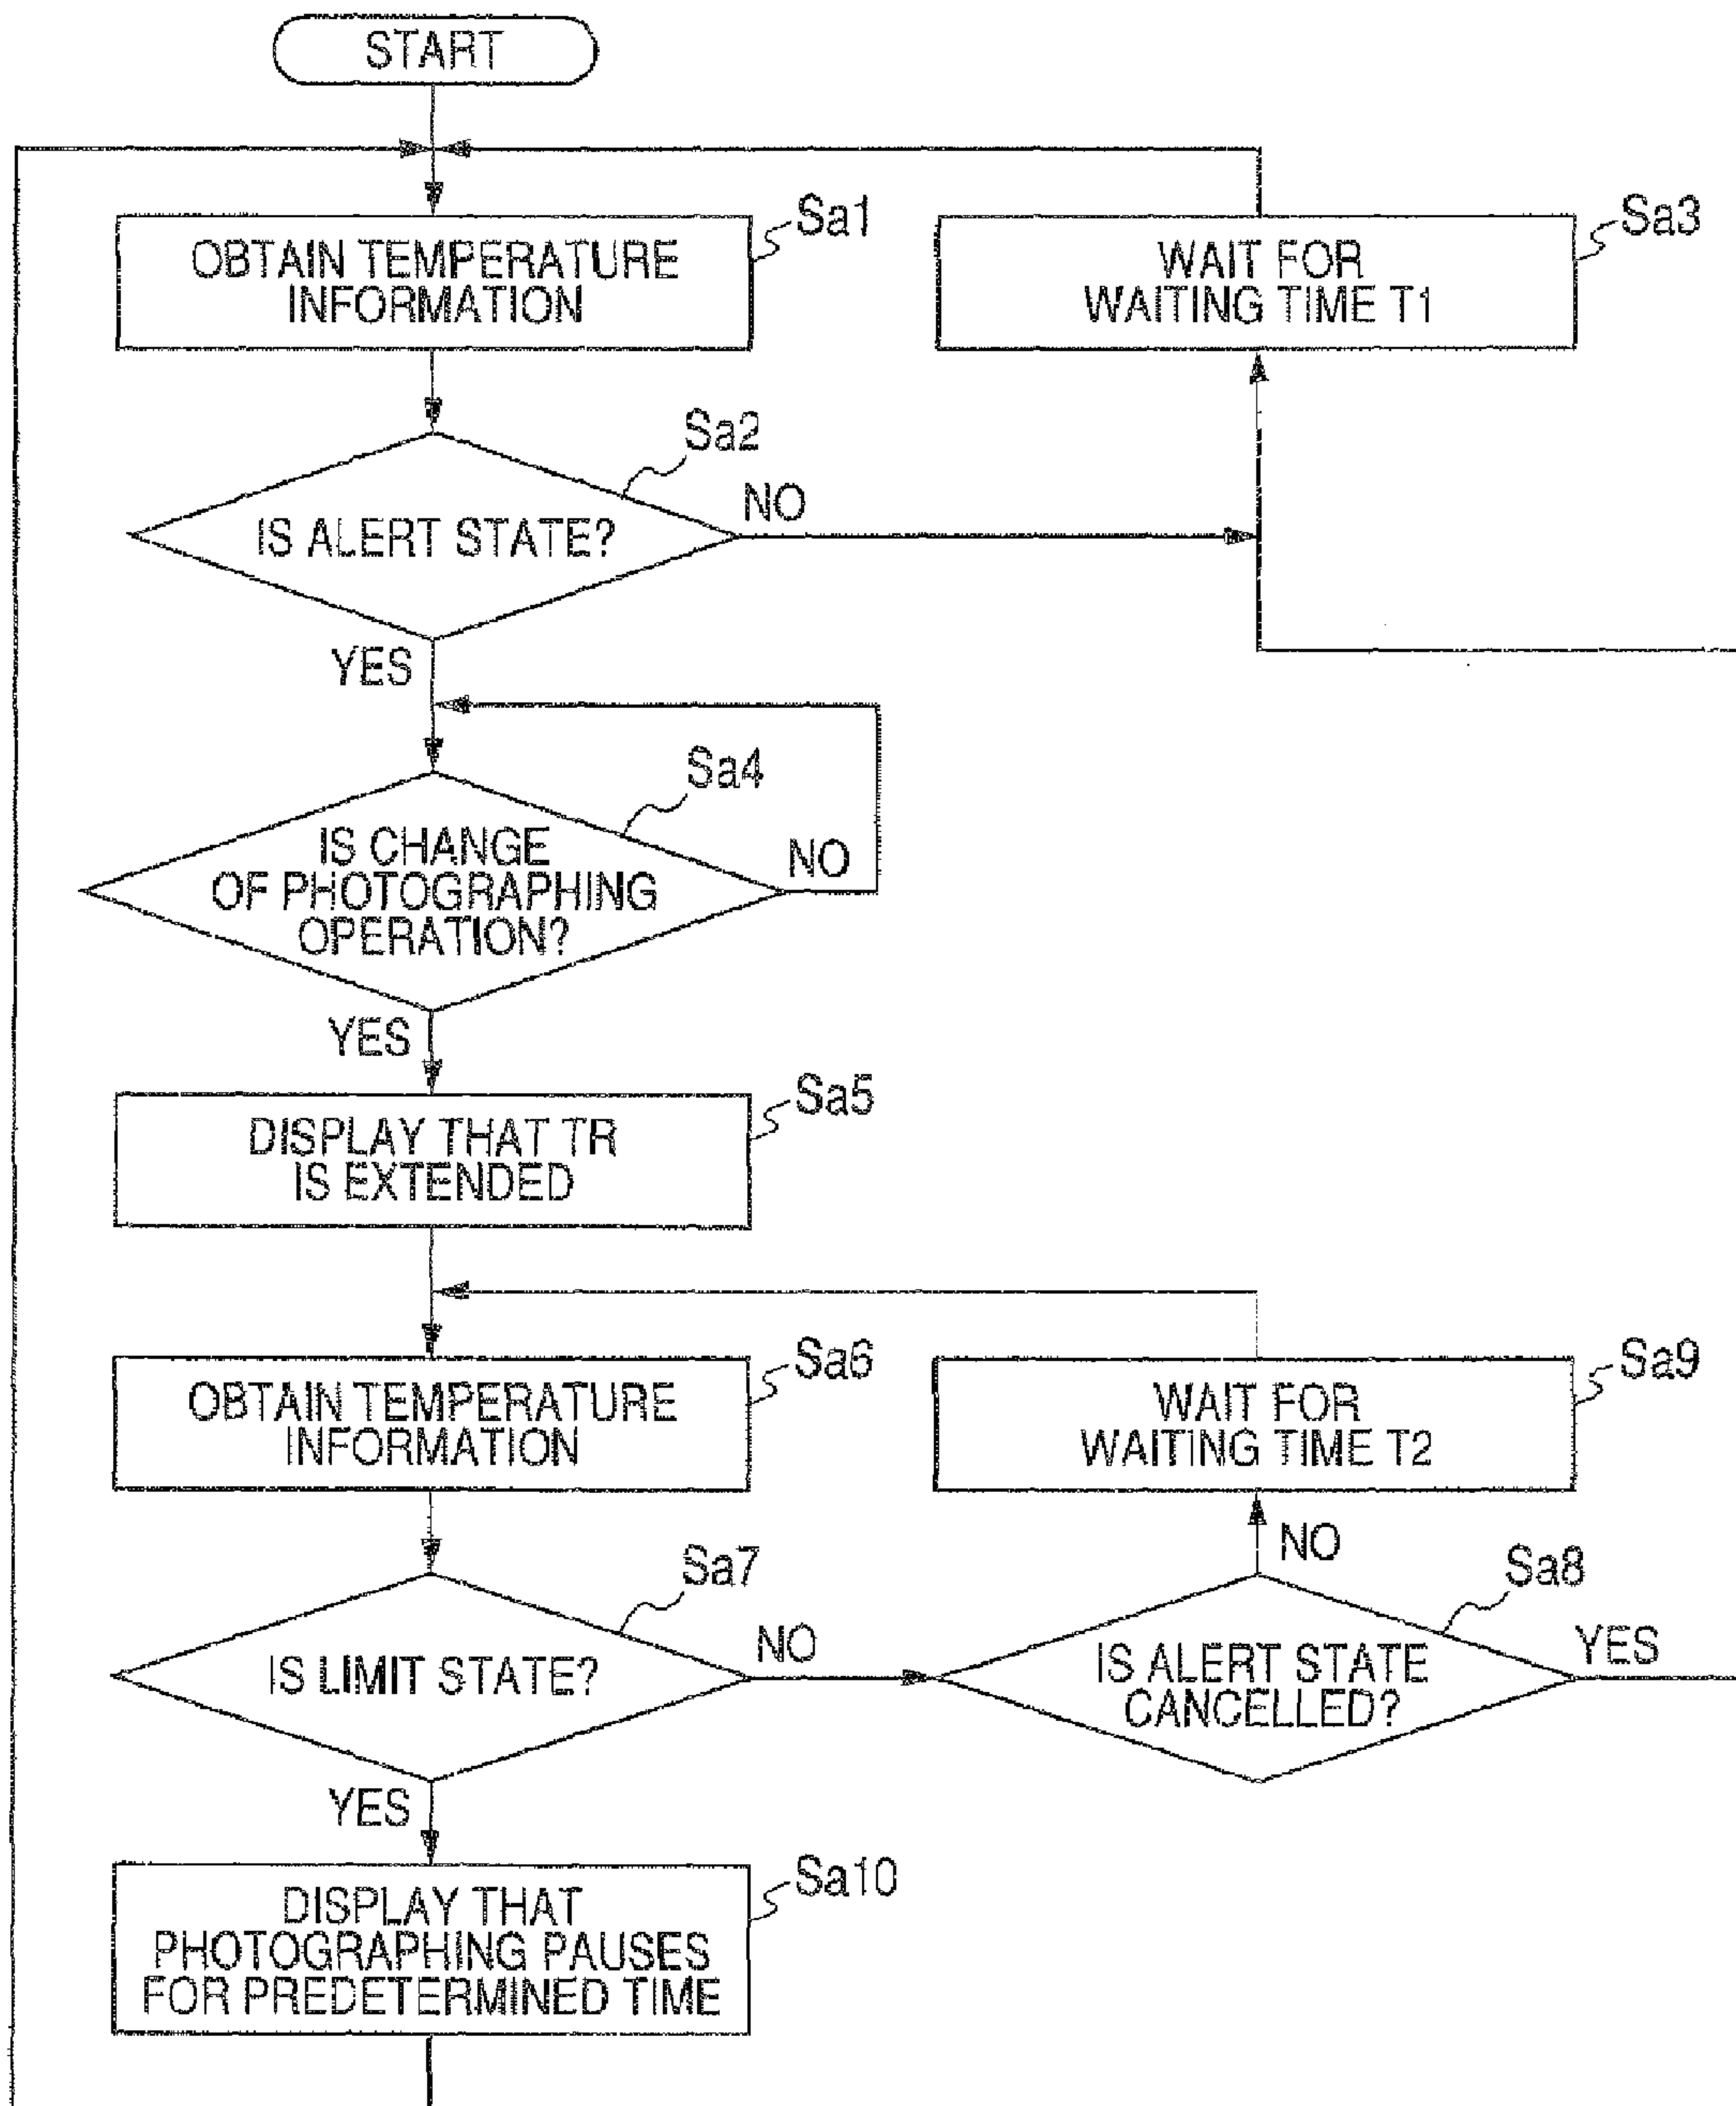 START
Sa1
OBTAIN TEMPERATURE
INFORMATION
Sa3
WAIT FOR
WAITING TIME T1
Sa2
IS ALERT STATE?
NO
YES
Sa4
IS CHANGE
OF PHOTOGRAPHING
OPERATION?
NO
YES
Sa5
DISPLAY THAT TR
IS EXTENDED
Sa6
OBTAIN TEMPERATURE
INFORMATION
Sa9
WAIT FOR
WAITING TIME T2
NO
Sa7
IS LIMIT STATE?
NO
Sa8
IS ALERT STATE
CANCELLED?
YES
YES
Sa10
DISPLAY THAT
PHOTOGRAPHING PAUSES
FOR PREDETERMINED TIME